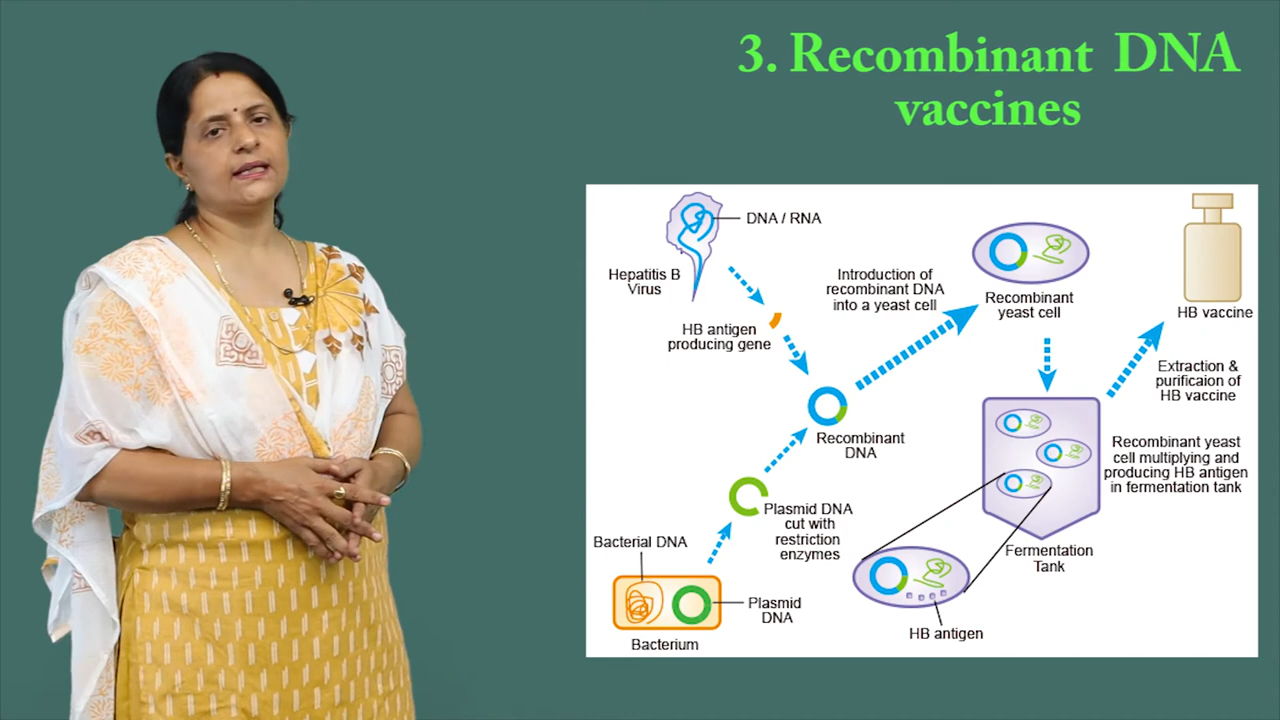 3. Recombinant DNA
vaccines
DNA / RNA
Hepatitis B
Virus
HB antigen
producing gene
Introduction of
recombinant DNA
into a yeast cell
Recombinant
yeast cell
HB vaccine
Extraction &
purificaion of
HB vaccine
Recombinant
DNA
Recombinant yeast
cell multiplying and
producing HB antigen
in fermentation tank
Plasmid DNA
cut with
restriction
enzymes
Bacterial DNA
Fermentation
Tank
Plasmid
DNA
HB antigen
Bacterium